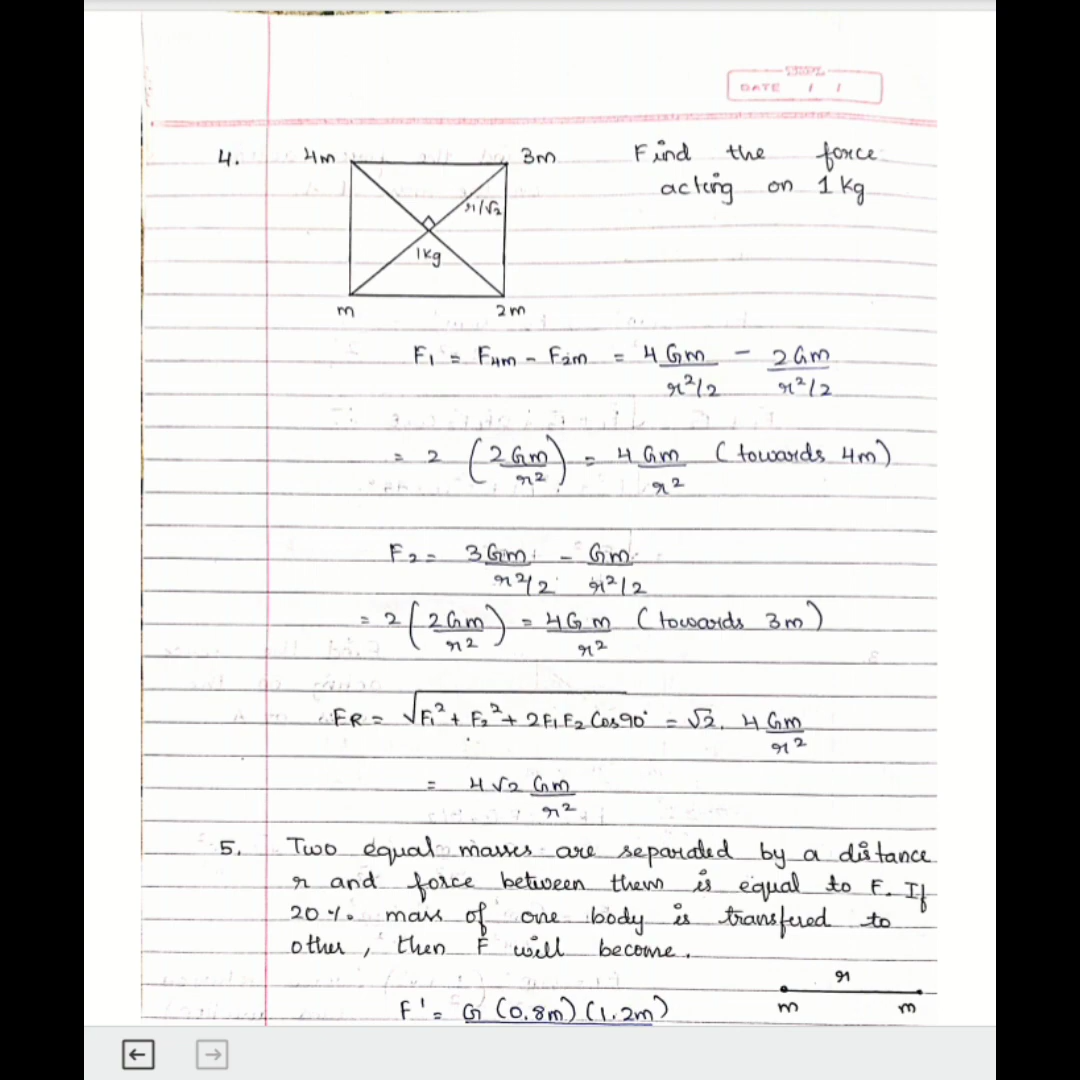 DATE / /
4. 4m 3m Find the force
r/√2 acting on 1 kg
1kg
m 2m
F₁ = F4m - F2m = 4Gm/r²/2 - 2Gm/r²/2
= 2 (2Gm/r²) = 4Gm/r² (towards 4m)
F₂ = 3Gm/r²/2 - Gm/r²/2
= 2 (2Gm/r²) = 4Gm/r² (towards 3m)
FR = √F₁² + F₂² + 2F₁F₂ Cos90° = √2. 4Gm/r²
= 4√2 Gm/r²
5. Two equal masses are separated by a distance
r and force between them is equal to F. If
20 %. mass of one body is transfered to
other, then F will become.
r
F' = G (0.8m) (1.2m) m m